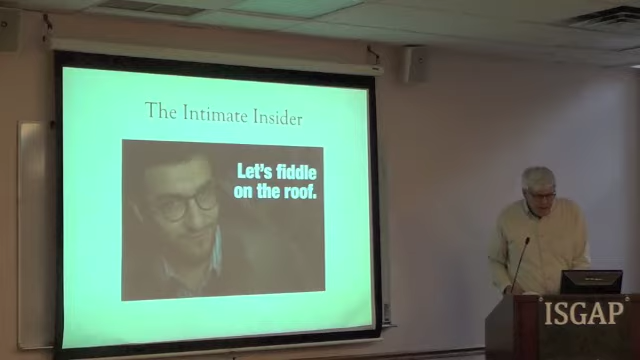 The Intimate Insider
Let's fiddle
on the roof.
ISGAP